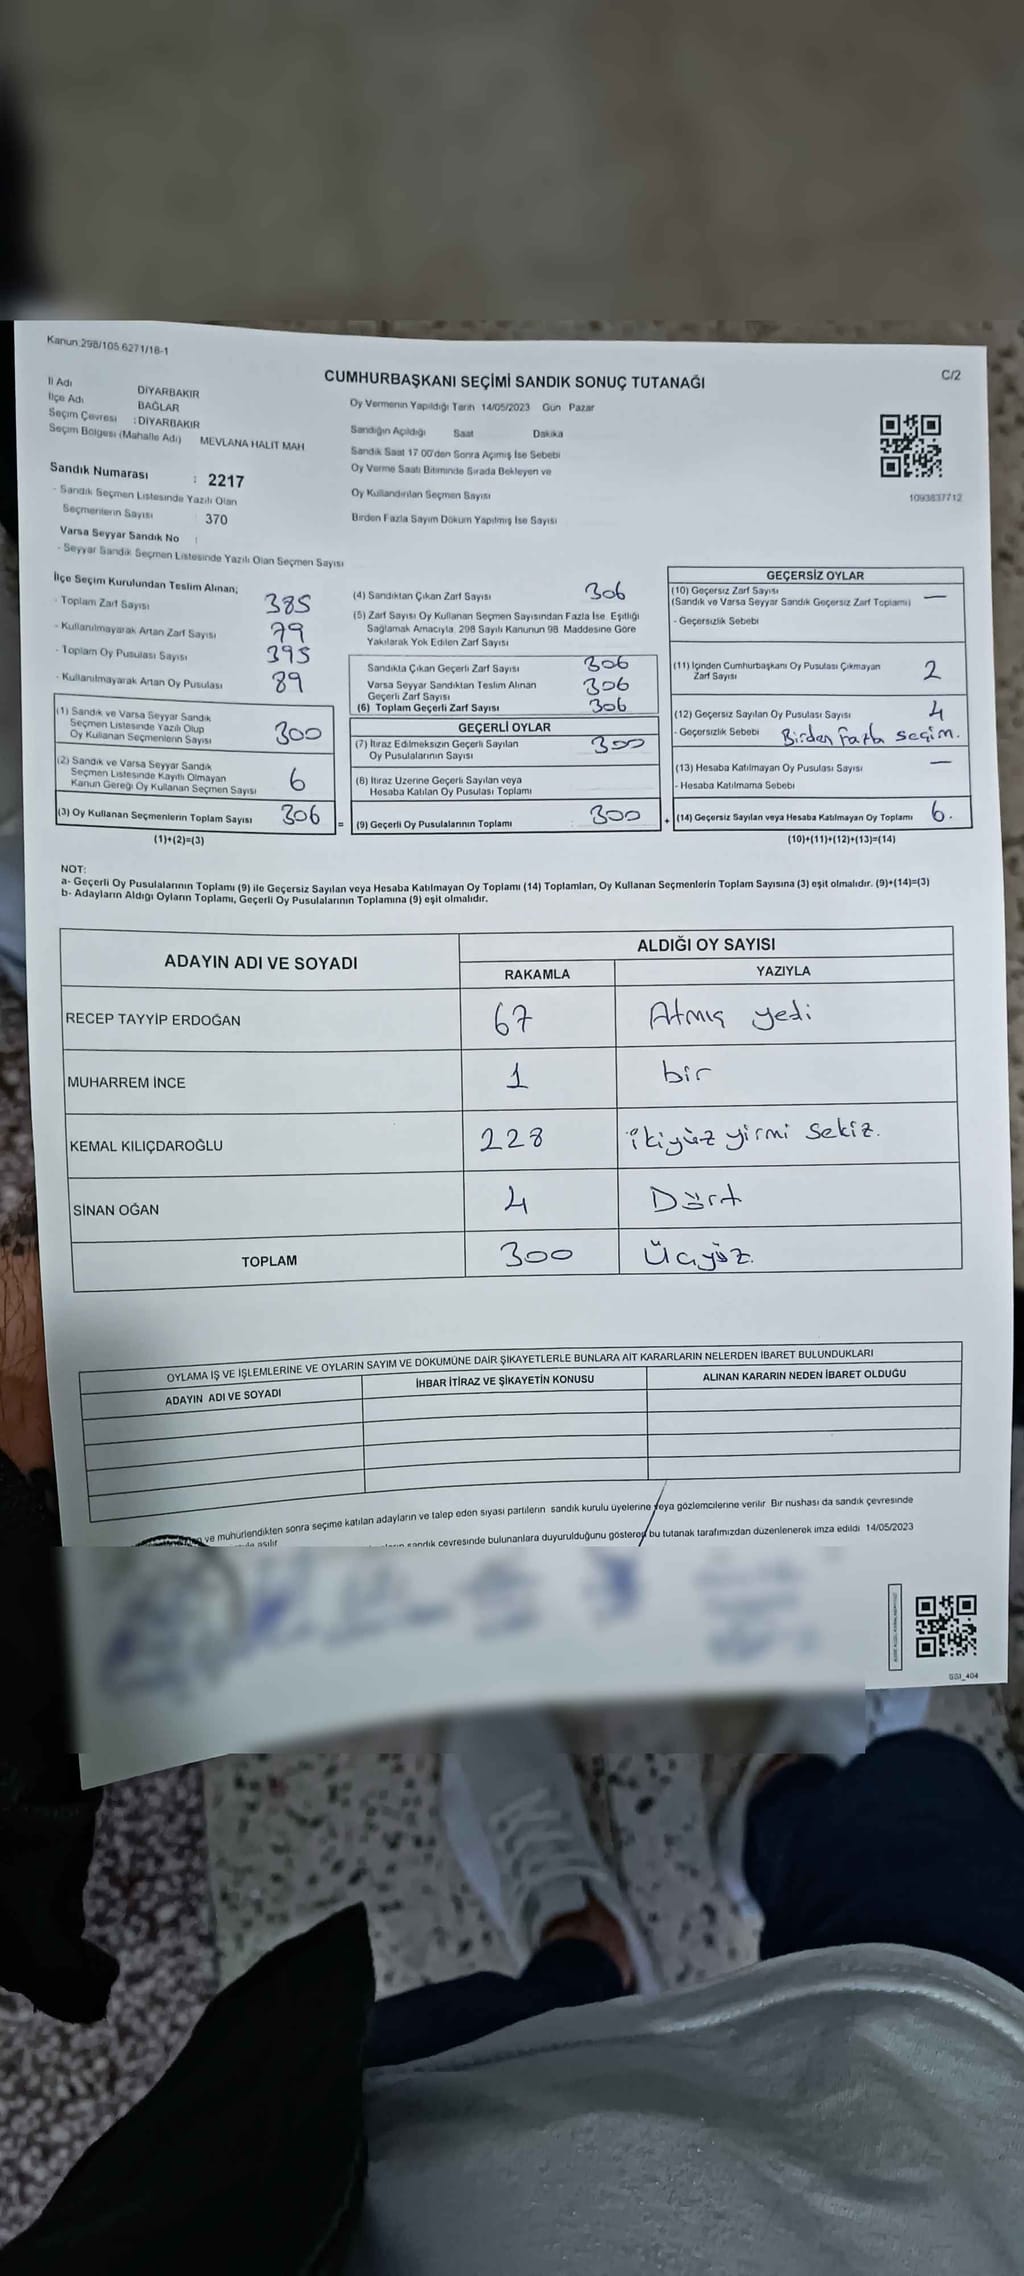 Kanun:298/105.6271/18-1
CUMHURBAŞKANI SEÇİMİ SANDIK SONUÇ TUTANAĞI
C/2
İl Adı DİYARBAKIR
İlçe Adı BAĞLAR
Seçim Çevresi : DİYARBAKIR
Seçim Bölgesi (Mahalle Adı) MEVLANA HALİT MAH
Sandık Numarası : 2217
- Sandık Seçmen Listesinde Yazılı Olan
Seçmenlerin Sayısı 370
Varsa Seyyar Sandık No :
- Seyyar Sandık Seçmen Listesinde Yazılı Olan Seçmen Sayısı
Oy Vermenin Yapıldığı Tarih 14/05/2023 Gün Pazar
Sandığın Açıldığı Saat Dakika
Sandık Saat 17 00'den Sonra Açımış İse Sebebi
Oy Verme Saati Bitiminde Sırada Bekleyen ve
Oy Kullandırılan Seçmen Sayısı
Birden Fazla Sayım Döküm Yapılmış İse Sayısı
1093837712
İlçe Seçim Kurulundan Teslim Alınan;
- Toplam Zarf Sayısı 385
- Kullanılmayarak Artan Zarf Sayısı 79
- Toplam Oy Pusulası Sayısı 395
- Kullanılmayarak Artan Oy Pusulası 89
(1) Sandık ve Varsa Seyyar Sandık
Seçmen Listesinde Yazılı Olup
Oy Kullanan Seçmenlerin Sayısı 300
(2) Sandık ve Varsa Seyyar Sandık
Seçmen Listesinde Kayıtlı Olmayan
Kanun Gereği Oy Kullanan Seçmen Sayısı 6
(3) Oy Kullanan Seçmenlerin Toplam Sayısı 306 =
(1)+(2)=(3)
(4) Sandıktan Çıkan Zarf Sayısı 306
(5) Zarf Sayısı Oy Kullanan Seçmen Sayısından Fazla İse Eşitliği
Sağlamak Amacıyla, 298 Sayılı Kanunun 98 Maddesine Göre
Yakılarak Yok Edilen Zarf Sayısı
Sandıkta Çıkan Geçerli Zarf Sayısı 306
Varsa Seyyar Sandıktan Teslim Alınan
Geçerli Zarf Sayısı 306
(6) Toplam Geçerli Zarf Sayısı 306
GEÇERLİ OYLAR
(7) İtiraz Edilmeksizin Geçerli Sayılan
Oy Pusulalarının Sayısı 300
(8) İtiraz Üzerine Geçerli Sayılan veya
Hesaba Katılan Oy Pusulası Toplamı
(9) Geçerli Oy Pusulalarının Toplamı : 300 +
GEÇERSİZ OYLAR
(10) Geçersiz Zarf Sayısı —
(Sandık ve Varsa Seyyar Sandık Geçersiz Zarf Toplamı)
- Geçersizlik Sebebi
(11) İçinden Cumhurbaşkanı Oy Pusulası Çıkmayan
Zarf Sayısı 2
(12) Geçersiz Sayılan Oy Pusulası Sayısı 4
- Geçersizlik Sebebi Birden fazla seçim.
(13) Hesaba Katılmayan Oy Pusulası Sayısı —
- Hesaba Katılmama Sebebi
(14) Geçersiz Sayılan veya Hesaba Katılmayan Oy Toplamı 6.
(10)+(11)+(12)+(13)=(14)
NOT:
a- Geçerli Oy Pusulalarının Toplamı (9) ile Geçersiz Sayılan veya Hesaba Katılmayan Oy Toplamı (14) Toplamları, Oy Kullanan Seçmenlerin Toplam Sayısına (3) eşit olmalıdır. (9)+(14)=(3)
b- Adayların Aldığı Oyların Toplamı, Geçerli Oy Pusulalarının Toplamına (9) eşit olmalıdır.
ADAYIN ADI VE SOYADI ALDIĞI OY SAYISI
RAKAMLA YAZIYLA
RECEP TAYYİP ERDOĞAN 67 Atmış yedi
MUHARREM İNCE 1 bir
KEMAL KILIÇDAROĞLU 228 ikiyüz yirmi sekiz.
SİNAN OĞAN 4 Dört
TOPLAM 300 Üçyüz.
OYLAMA İŞ VE İŞLEMLERİNE VE OYLARIN SAYIM VE DÖKÜMÜNE DAİR ŞİKAYETLERLE BUNLARA AİT KARARLARIN NELERDEN İBARET BULUNDUKLARI
ADAYIN ADI VE SOYADI İHBAR İTİRAZ VE ŞİKAYETİN KONUSU ALINAN KARARIN NEDEN İBARET OLDUĞU
ve mühürlendikten sonra seçime katılan adayların ve talep eden siyasi partilerin sandık kurulu üyelerine veya gözlemcilerine verilir Bir nüshası da sandık çevresinde
asılır
sandık çevresinde bulunanlara duyurulduğunu gösteren bu tutanak tarafımızdan düzenlenerek imza edildi 14/05/2023
SS1_404